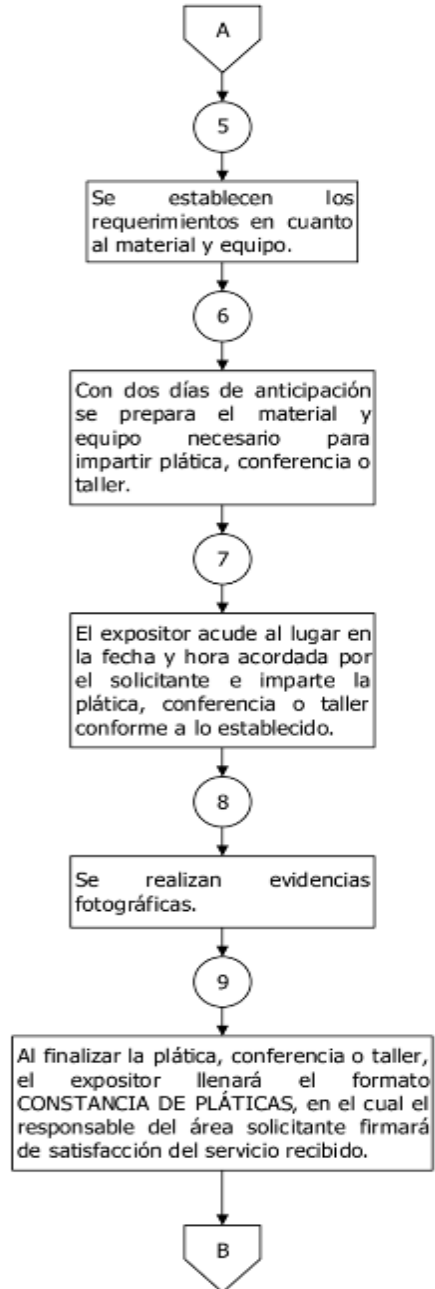 A
5
Se establecen los
requerimientos en cuanto
al material y equipo.
6
Con dos días de anticipación
se prepara el material y
equipo necesario para
impartir plática, conferencia o
taller.
7
El expositor acude al lugar en
la fecha y hora acordada por
el solicitante e imparte la
plática, conferencia o taller
conforme a lo establecido.
8
Se realizan evidencias
fotográficas.
9
Al finalizar la plática, conferencia o taller,
el expositor llenará el formato
CONSTANCIA DE PLÁTICAS, en el cual el
responsable del área solicitante firmará
de satisfacción del servicio recibido.
B